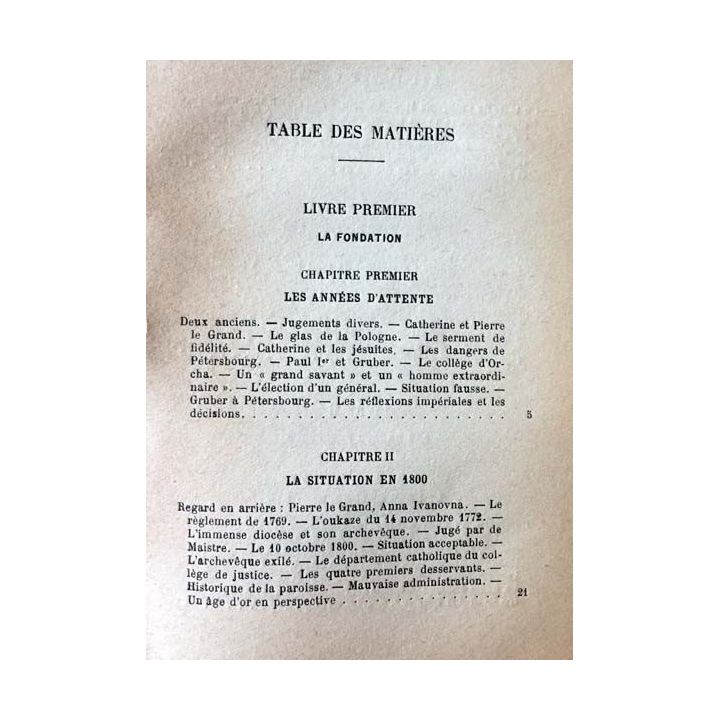 TABLE DES MATIÈRES
LIVRE PREMIER
LA FONDATION
CHAPITRE PREMIER
LES ANNÉES D'ATTENTE
Deux anciens. — Jugements divers. — Catherine et Pierre
le Grand. — Le glas de la Pologne. — Le serment de
fidélité. — Catherine et les jésuites. — Les dangers de
Pétersbourg. — Paul Ier et Gruber. — Le collège d'Or-
cha. — Un « grand savant » et un « homme extraordi-
naire ». — L'élection d'un général. — Situation fausse. —
Gruber à Pétersbourg. — Les réflexions impériales et les
décisions. . . . . . . . . . . . . . . . . . . . . 5
CHAPITRE II
LA SITUATION EN 1800
Regard en arrière : Pierre le Grand, Anna Ivanovna. — Le
règlement de 1769. — L'oukaze du 14 novembre 1772. —
L'immense diocèse et son archevêque. — Jugé par de
Maistre. — Le 10 octobre 1800. — Situation acceptable. —
L'archevêque exilé. — Le département catholique du col-
lège de justice. — Les quatre premiers desservants. —
Historique de la paroisse. — Mauvaise administration. —
Un âge d'or en perspective . . . . . . . . . . . . . 21